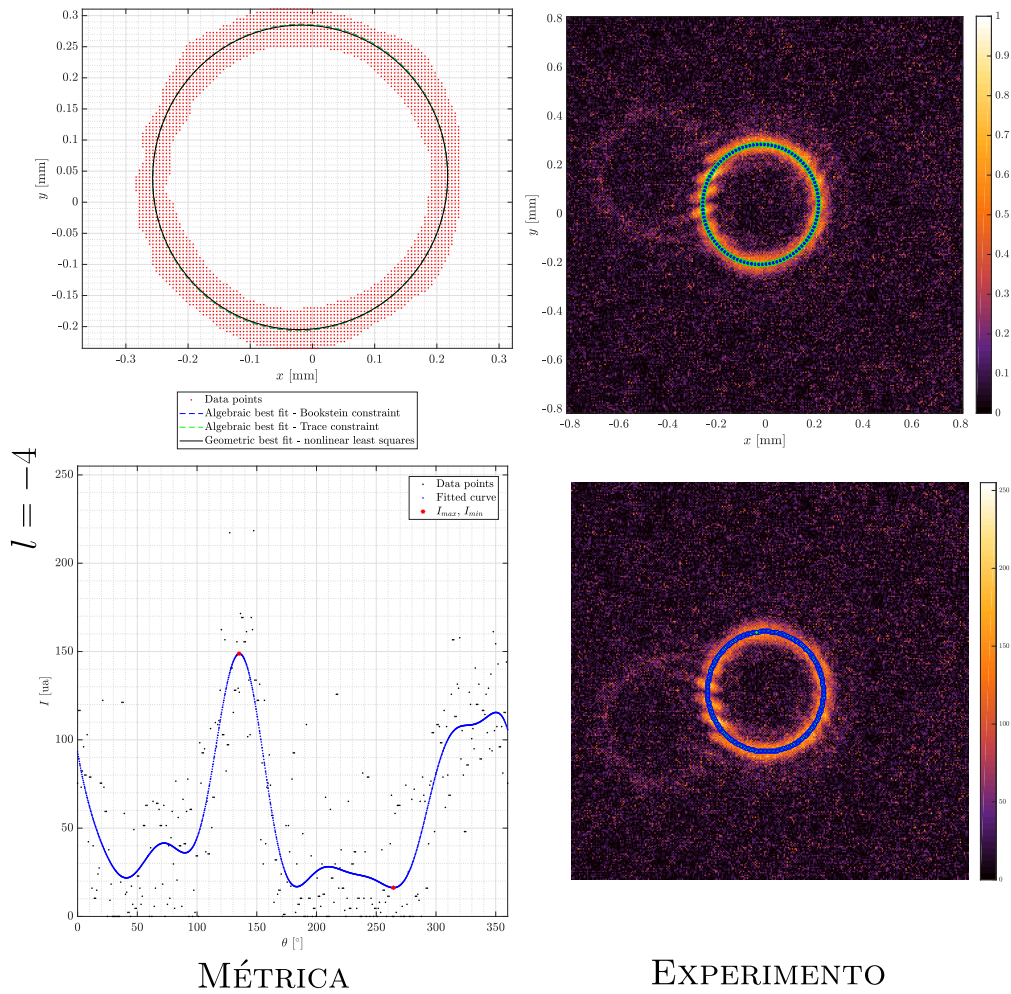 0.3
0.25
0.2
0.15
0.1
0.05
0
-0.05
-0.1
-0.15
-0.2
y [mm]
-0.3 -0.2 -0.1 0 0.1 0.2 0.3
x [mm]
Data points
Algebraic best fit - Bookstein constraint
Algebraic best fit - Trace constraint
Geometric best fit - nonlinear least squares
0.8
0.6
0.4
0.2
0
-0.2
-0.4
-0.6
-0.8
y [mm]
-0.8 -0.6 -0.4 -0.2 0.0 0.2 0.4 0.6 0.8
x [mm]
1
0.9
0.8
0.7
0.6
0.5
0.4
0.3
0.2
0.1
0
l = −4
250
200
150
100
50
0
I [ua]
0 50 100 150 200 250 300 350
θ [°]
Data points
Fitted curve
I_max, I_min
250
200
150
100
50
0
MÉTRICA
EXPERIMENTO